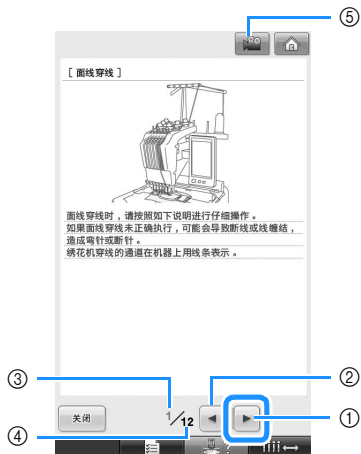 ⑤
[ 面线穿线 ]
面线穿线时，请按照如下说明进行仔细操作。
如果面线穿线未正确执行，可能会导致断线或线缠结，
造成弯针或断针。
绣花机穿线的通道在机器上用线条表示。
③
②
关闭
1/12
①
④
?